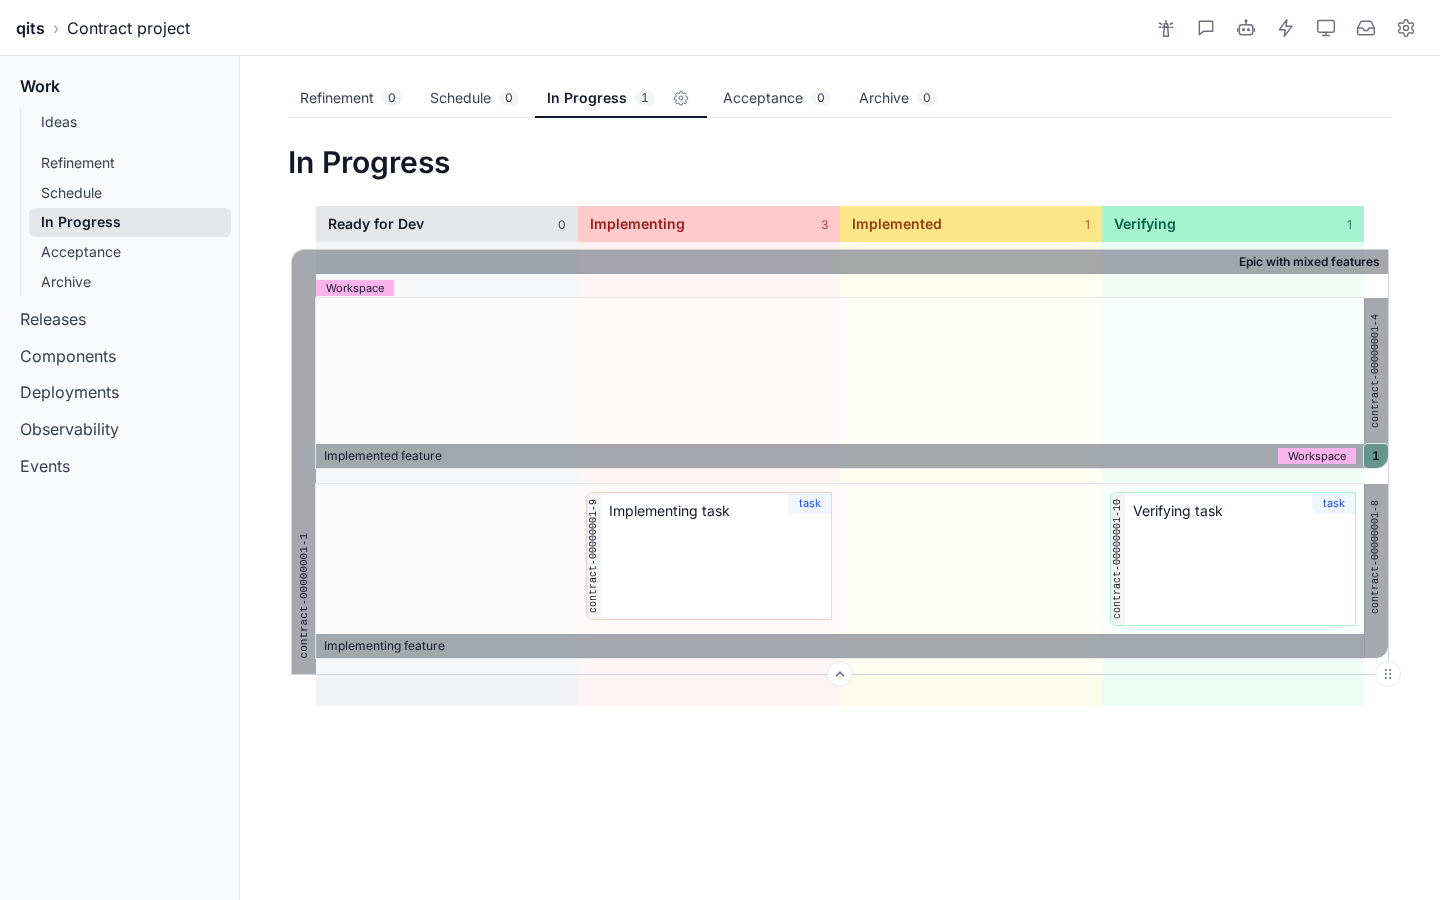 qits › Contract project
Work
Ideas
Refinement
Schedule
In Progress
Acceptance
Archive
Releases
Components
Deployments
Observability
Events
Refinement 0
Schedule 0
In Progress 1
Acceptance 0
Archive 0
In Progress
Ready for Dev 0
Implementing 3
Implemented 1
Verifying 1
Epic with mixed features
Workspace
contract-00000001-1
contract-00000001-4
Implemented feature
Workspace
1
contract-00000001-9
Implementing task
task
contract-00000001-10
Verifying task
task
contract-00000001-8
Implementing feature